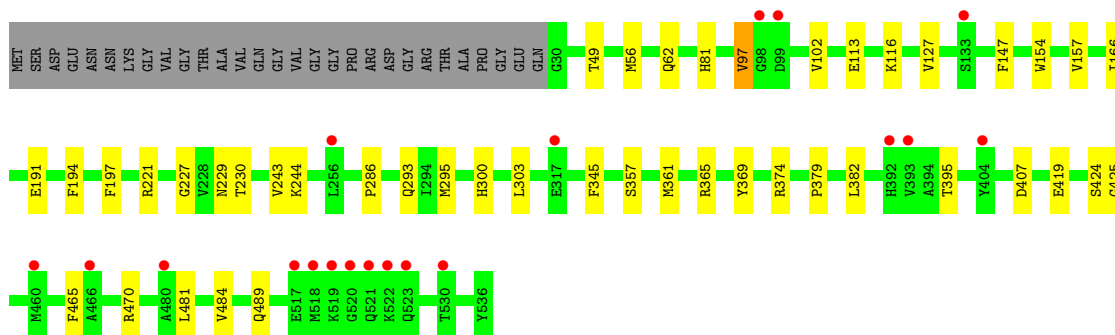 MET SER ASP GLU ASN ASN LYS GLY VAL GLY THR ALA VAL GLN GLY VAL GLY GLY PRO ARG ASP GLY ARG THR ALA PRO GLY GLU GLN G30 T49 M56 Q62 H81 V97 G98 D99 V102 E113 K116 V127 S133 F147 W154 V157 I166
E191 F194 F197 R221 G227 V228 N229 T230 V243 K244 L256 P286 Q293 I294 M295 H300 L303 E317 F345 S357 M361 R365 Y369 R374 P379 L382 H392 V393 A394 T395 Y404 D407 E419 S424
M460 F465 A466 R470 A480 L481 V484 Q489 E517 M518 K519 G520 Q521 K522 Q523 T530 Y536